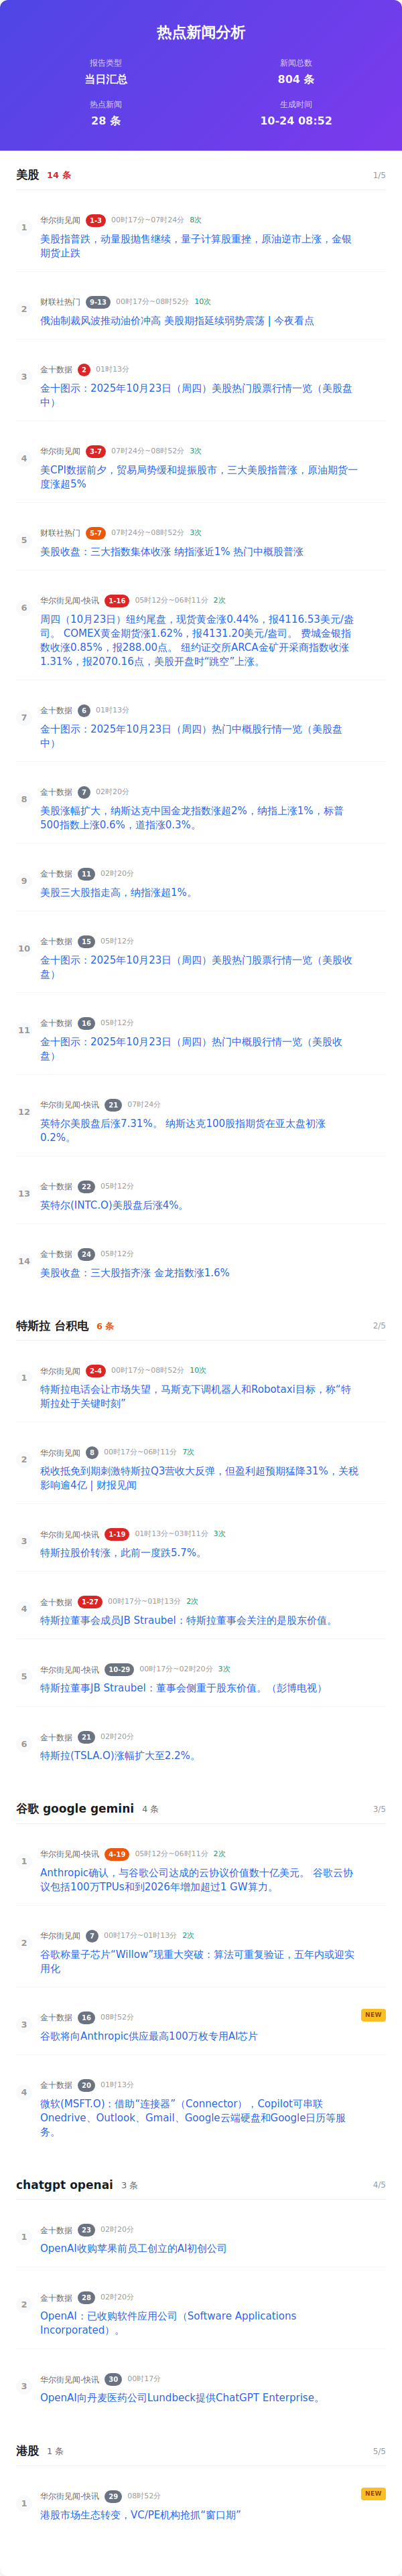 热点新闻分析
报告类型
当日汇总
新闻总数
804 条
热点新闻
28 条
生成时间
10-24 08:52
美股 14 条 1/5
1
华尔街见闻 1-3 00时17分~07时24分 8次
美股指普跌，动量股抛售继续，量子计算股重挫，原油逆市上涨，金银
期货止跌
2
财联社热门 9-13 00时17分~08时52分 10次
俄油制裁风波推动油价冲高 美股期指延续弱势震荡 | 今夜看点
3
金十数据 2 01时13分
金十图示：2025年10月23日（周四）美股热门股票行情一览（美股盘
中）
4
华尔街见闻 3-7 07时24分~08时52分 3次
美CPI数据前夕，贸易局势缓和提振股市，三大美股指普涨，原油期货一
度涨超5%
5
财联社热门 5-7 07时24分~08时52分 3次
美股收盘：三大指数集体收涨 纳指涨近1% 热门中概股普涨
6
华尔街见闻-快讯 1-16 05时12分~06时11分 2次
周四（10月23日）纽约尾盘，现货黄金涨0.44%，报4116.53美元/盎
司。 COMEX黄金期货涨1.62%，报4131.20美元/盎司。 费城金银指
数收涨0.85%，报288.00点。 纽约证交所ARCA金矿开采商指数收涨
1.31%，报2070.16点，美股开盘时“跳空”上涨。
7
金十数据 6 01时13分
金十图示：2025年10月23日（周四）热门中概股行情一览（美股盘
中）
8
金十数据 7 02时20分
美股涨幅扩大，纳斯达克中国金龙指数涨超2%，纳指上涨1%，标普
500指数上涨0.6%，道指涨0.3%。
9
金十数据 11 02时20分
美股三大股指走高，纳指涨超1%。
10
金十数据 15 05时12分
金十图示：2025年10月23日（周四）美股热门股票行情一览（美股收
盘）
11
金十数据 16 05时12分
金十图示：2025年10月23日（周四）热门中概股行情一览（美股收
盘）
12
华尔街见闻-快讯 21 07时24分
英特尔美股盘后涨7.31%。 纳斯达克100股指期货在亚太盘初涨
0.2%。
13
金十数据 22 05时12分
英特尔(INTC.O)美股盘后涨4%。
14
金十数据 24 05时12分
美股收盘：三大股指齐涨 金龙指数涨1.6%
特斯拉 台积电 6 条 2/5
1
华尔街见闻 2-4 00时17分~08时52分 10次
特斯拉电话会让市场失望，马斯克下调机器人和Robotaxi目标，称“特
斯拉处于关键时刻”
2
华尔街见闻 8 00时17分~06时11分 7次
税收抵免到期刺激特斯拉Q3营收大反弹，但盈利超预期猛降31%，关税
影响逾4亿 | 财报见闻
3
华尔街见闻-快讯 1-19 01时13分~03时11分 3次
特斯拉股价转涨，此前一度跌5.7%。
4
金十数据 1-27 00时17分~01时13分 2次
特斯拉董事会成员JB Straubel：特斯拉董事会关注的是股东价值。
5
华尔街见闻-快讯 10-29 00时17分~02时20分 3次
特斯拉董事JB Straubel：董事会侧重于股东价值。（彭博电视）
6
金十数据 21 02时20分
特斯拉(TSLA.O)涨幅扩大至2.2%。
谷歌 google gemini 4 条 3/5
1
华尔街见闻-快讯 4-19 05时12分~06时11分 2次
Anthropic确认，与谷歌公司达成的云协议价值数十亿美元。 谷歌云协
议包括100万TPUs和到2026年增加超过1 GW算力。
2
华尔街见闻 7 00时17分~01时13分 2次
谷歌称量子芯片“Willow”现重大突破：算法可重复验证，五年内或迎实
用化
3
金十数据 16 08时52分 NEW
谷歌将向Anthropic供应最高100万枚专用AI芯片
4
金十数据 20 01时13分
微软(MSFT.O)：借助“连接器”（Connector），Copilot可串联
Onedrive、Outlook、Gmail、Google云端硬盘和Google日历等服
务。
chatgpt openai 3 条 4/5
1
金十数据 23 02时20分
OpenAI收购苹果前员工创立的AI初创公司
2
金十数据 28 02时20分
OpenAI：已收购软件应用公司（Software Applications
Incorporated）。
3
华尔街见闻-快讯 30 00时17分
OpenAI向丹麦医药公司Lundbeck提供ChatGPT Enterprise。
港股 1 条 5/5
1
华尔街见闻-快讯 29 08时52分 NEW
港股市场生态转变，VC/PE机构抢抓“窗口期”